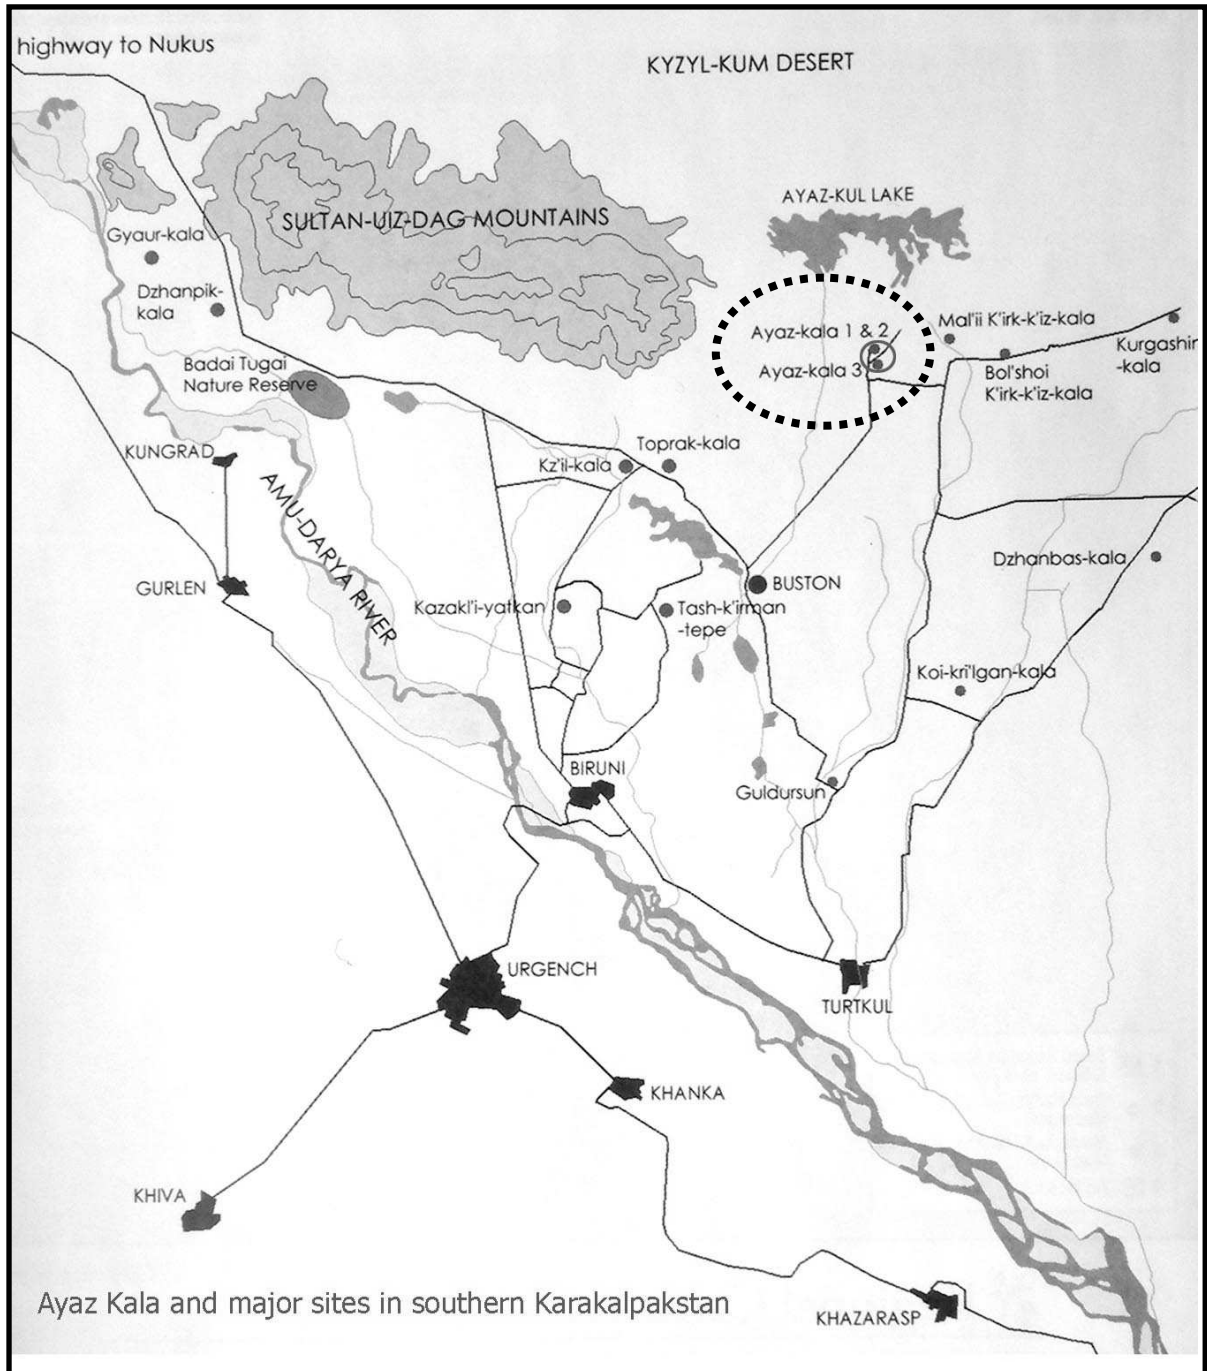 highway to Nukus
KYZYL-KUM DESERT
AYAZ-KUL LAKE
SULTAN-UIZ-DAG MOUNTAINS
Gyaur-kala
Dzhanpik-
kala
Ayaz-kala 1 & 2
Mal'ii K'irk-k'iz-kala
Kurgashin
-kala
Ayaz-kala 3
Bol'shoi
K'irk-k'iz-kala
Badai Tugai
Nature Reserve
KUNGRAD
Toprak-kala
Kz'il-kala
AMU-DARYA RIVER
Dzhanbas-kala
GURLEN
BUSTON
Kazakl'i-yatkan
Tash-k'irman
-tepe
Koi-kri'lgan-kala
BIRUNI
Guldursun
URGENCH
TURTKUL
KHANKA
KHIVA
Ayaz Kala and major sites in southern Karakalpakstan
KHAZARASP